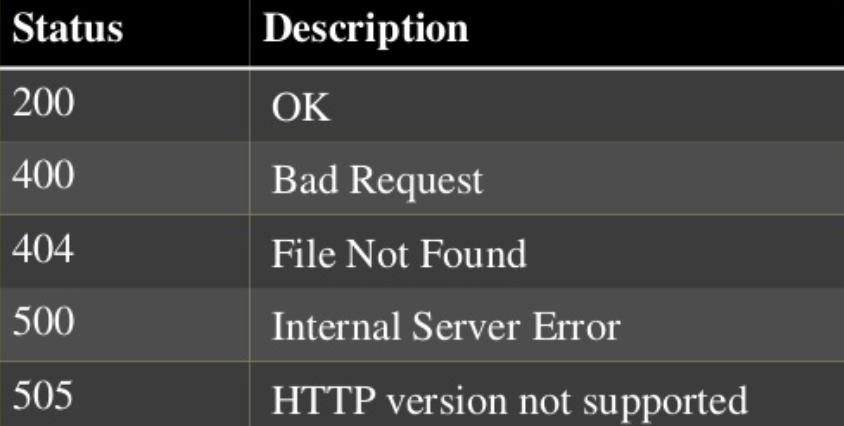 Status Description
200 OK
400 Bad Request
404 File Not Found
500 Internal Server Error
505 HTTP version not supported